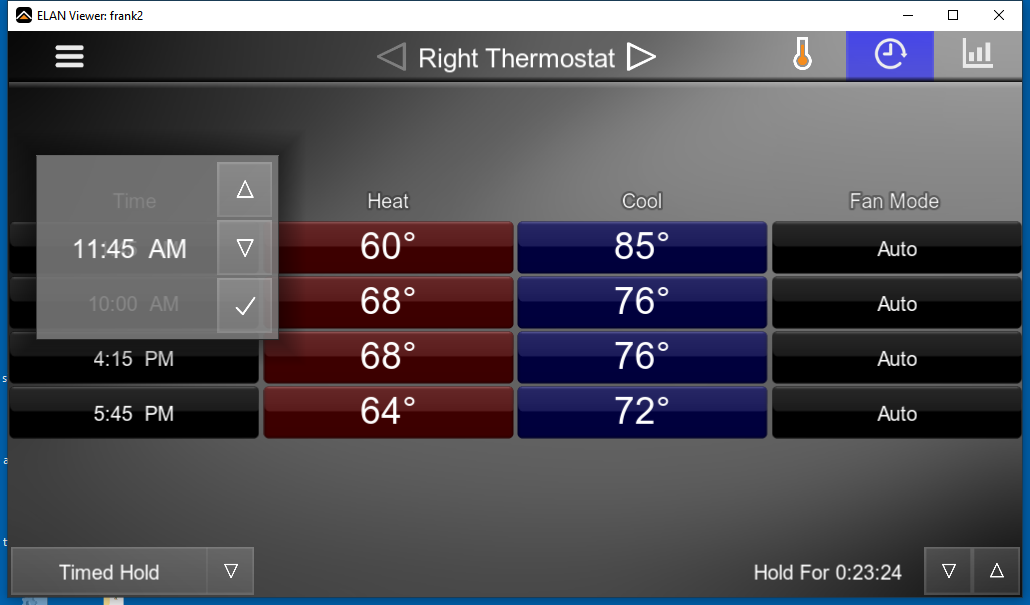 ELAN Viewer: frank2
Right Thermostat
Time Heat Cool Fan Mode
11:45 AM 60° 85° Auto
10:00 AM 68° 76° Auto
4:15 PM 68° 76° Auto
5:45 PM 64° 72° Auto
s
a
t
Timed Hold Hold For 0:23:24